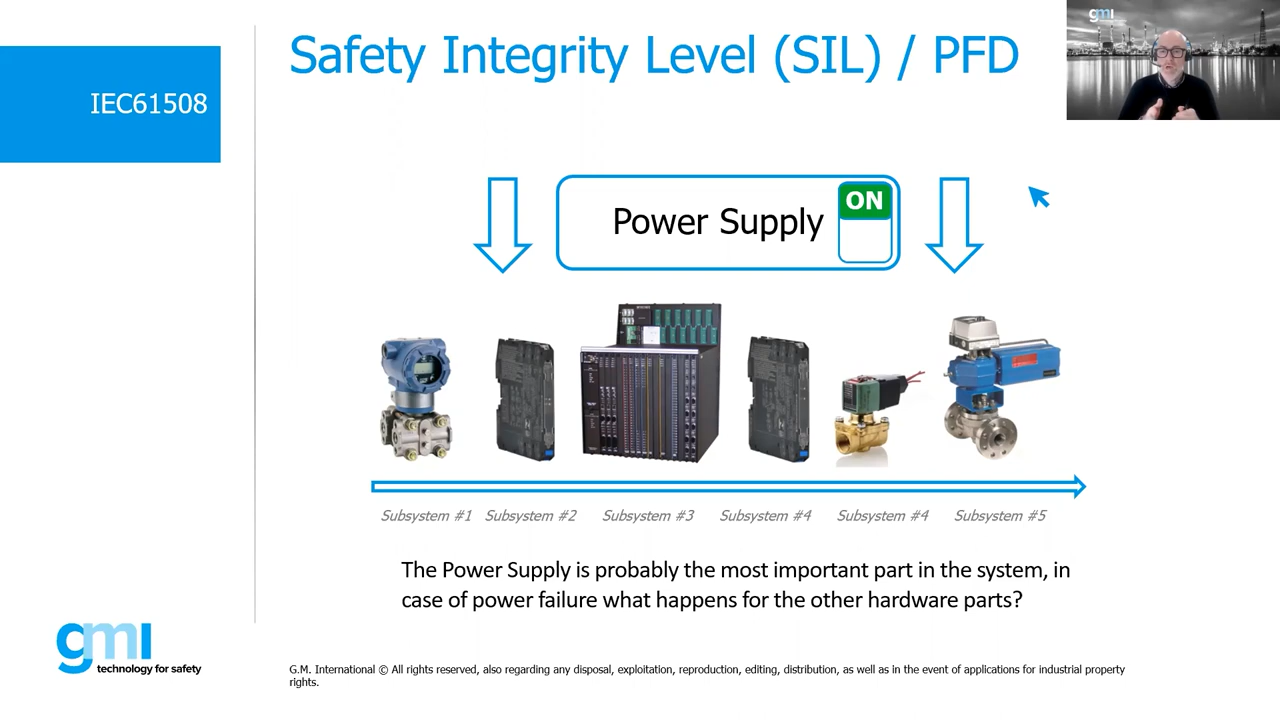 Safety Integrity Level (SIL) / PFD
gmi
IEC61508
Power Supply
ON
Subsystem #1 Subsystem #2 Subsystem #3 Subsystem #4 Subsystem #4 Subsystem #5
The Power Supply is probably the most important part in the system, in
case of power failure what happens for the other hardware parts?
gmi
technology for safety
G.M. International © All rights reserved, also regarding any disposal, exploitation, reproduction, editing, distribution, as well as in the event of applications for industrial property
rights.